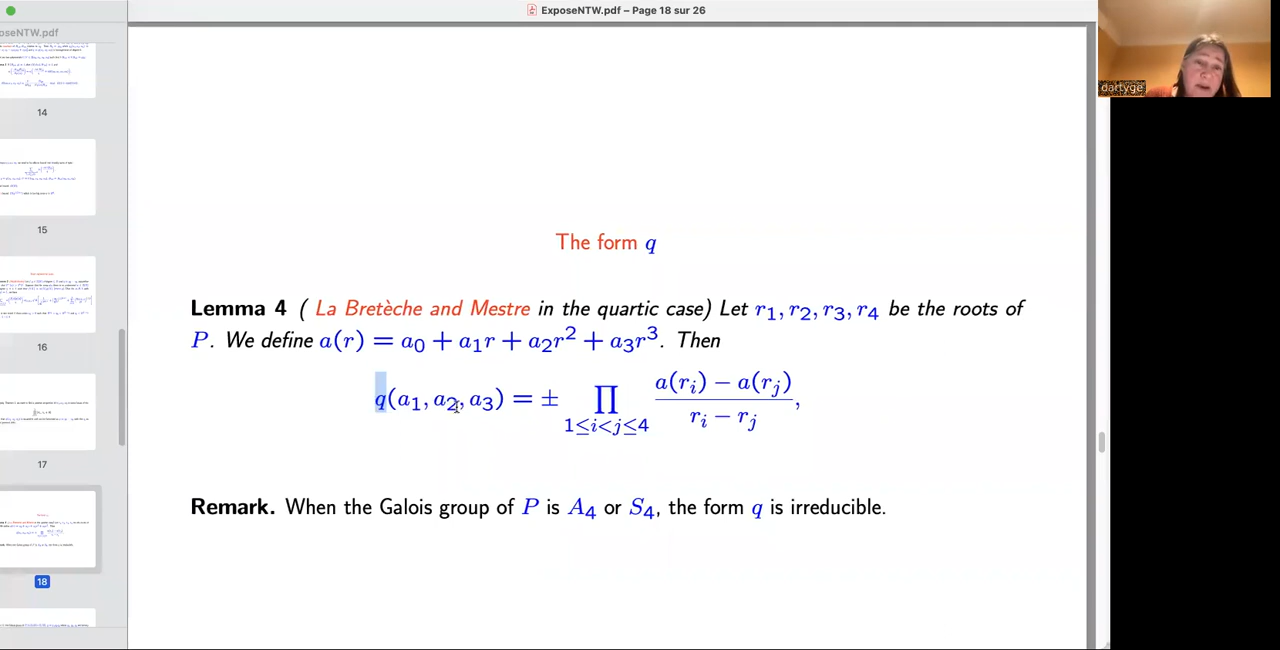 ExposeNTW.pdf – Page 18 sur 26
oseNTW.pdf
14
15
16
17
18
The form q
Lemma 4 ( La Bretèche and Mestre in the quartic case) Let r₁, r₂, r₃, r₄ be the roots of
P. We define a(r) = a₀ + a₁r + a₂r² + a₃r³. Then
q(a₁, a₂, a₃) = ± ∏_{1≤i<j≤4} (a(rᵢ) − a(rⱼ))/(rᵢ − rⱼ),
Remark. When the Galois group of P is A₄ or S₄, the form q is irreducible.
dartyge